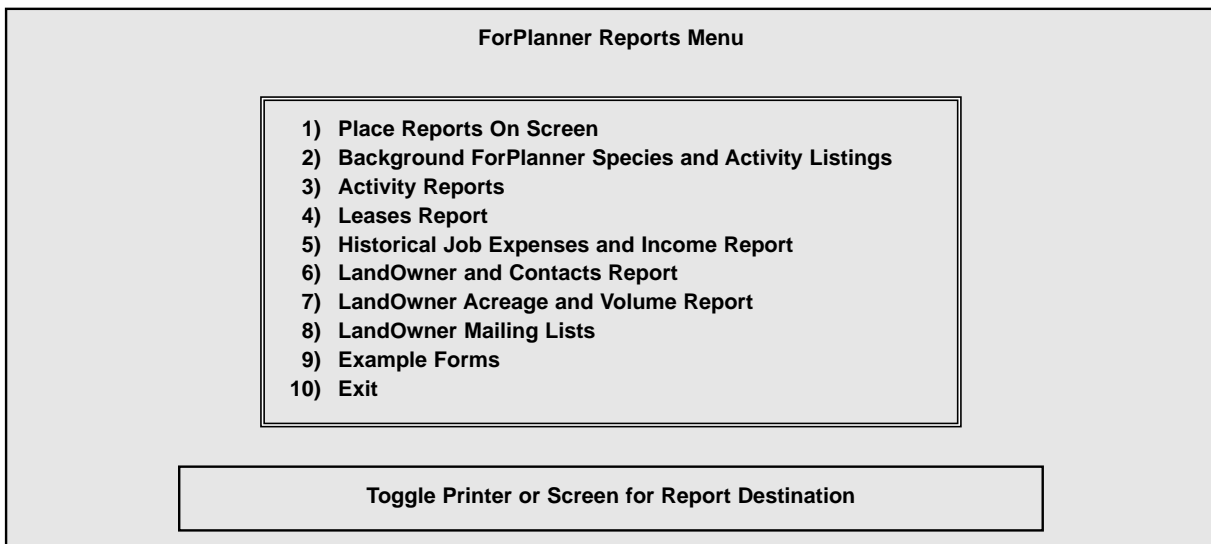 ForPlanner Reports Menu
1) Place Reports On Screen
2) Background ForPlanner Species and Activity Listings
3) Activity Reports
4) Leases Report
5) Historical Job Expenses and Income Report
6) LandOwner and Contacts Report
7) LandOwner Acreage and Volume Report
8) LandOwner Mailing Lists
9) Example Forms
10) Exit
Toggle Printer or Screen for Report Destination